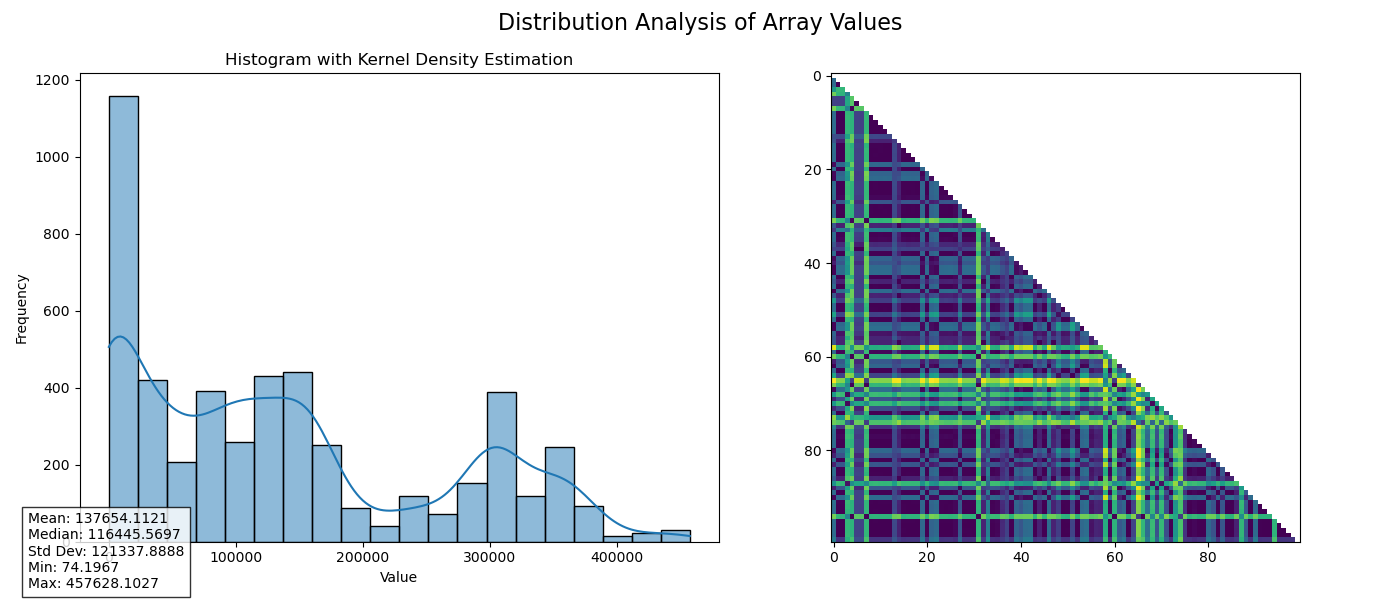 Distribution Analysis of Array Values
Histogram with Kernel Density Estimation
1200
1000
800
600
400
200
0
Frequency
100000
200000
300000
400000
Value
Mean: 137654.1121
Median: 116445.5697
Std Dev: 121337.8888
Min: 74.1967
Max: 457628.1027
0
20
40
60
80
0
20
40
60
80